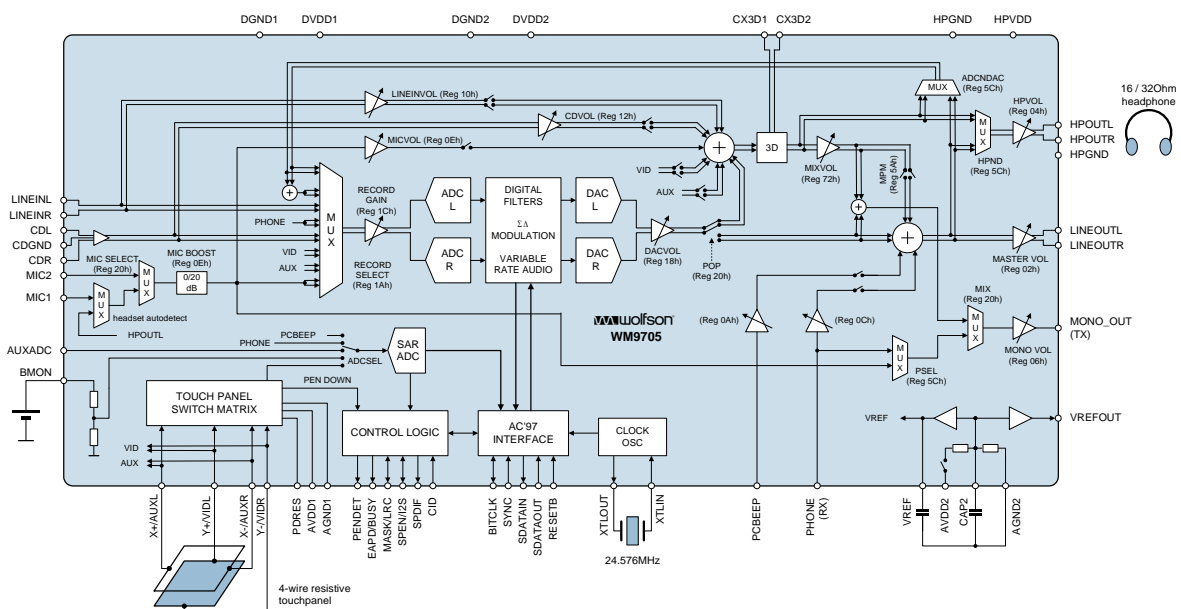 DGND1
DVDD1
DGND2
DVDD2
CX3D1
CX3D2
HPGND
HPVDD
16 / 32Ohm
headphone
MUX
ADCNDAC
(Reg 5Ch)
HPVOL
(Reg 04h)
LINEINVOL (Reg 10h)
CDVOL (Reg 12h)
MICVOL (Reg 0Eh)
HPOUTL
HPOUTR
HPGND
MUX
HPND
(Reg 5Ch)
3D
MIXVOL
(Reg 72h)
MPM
(Reg 5Ah)
VID
AUX
LINEINL
LINEINR
CDL
CDGND
CDR
MIC2
MIC1
PHONE
VID
AUX
MUX
RECORD
GAIN
(Reg 1Ch)
RECORD
SELECT
(Reg 1Ah)
ADC
L
ADC
R
DIGITAL
FILTERS
ΣΔ
MODULATION
VARIABLE
RATE AUDIO
DAC
L
DAC
R
DACVOL
(Reg 18h)
POP
(Reg 20h)
LINEOUTL
LINEOUTR
MASTER VOL
(Reg 02h)
MIC SELECT
(Reg 20h)
MUX
MUX
MIC BOOST
(Reg 0Eh)
0/20
dB
headset autodetect
HPOUTL
wolfson
WM9705
(Reg 0Ah)
(Reg 0Ch)
MIX
(Reg 20h)
MUX
MONO_OUT
(TX)
MONO VOL
(Reg 06h)
MUX
PSEL
(Reg 5Ch)
AUXADC
BMON
PCBEEP
PHONE
ADCSEL
SAR
ADC
PEN DOWN
TOUCH PANEL
SWITCH MATRIX
CONTROL LOGIC
AC'97
INTERFACE
CLOCK
OSC
VREF
VREFOUT
VID
AUX
X+/AUXL
Y+/VIDL
X-/AUXR
Y-/VIDR
PDRES
AVDD1
AGND1
PENDET
EAPD/BUSY
MASK/LRC
SPEN/I2S
SPDIF
CID
BITCLK
SYNC
SDATAIN
SDATAOUT
RESETB
XTLOUT
XTLIN
PCBEEP
PHONE
(RX)
VREF
AVDD2
CAP2
AGND2
24.576MHz
4-wire resistive
touchpanel